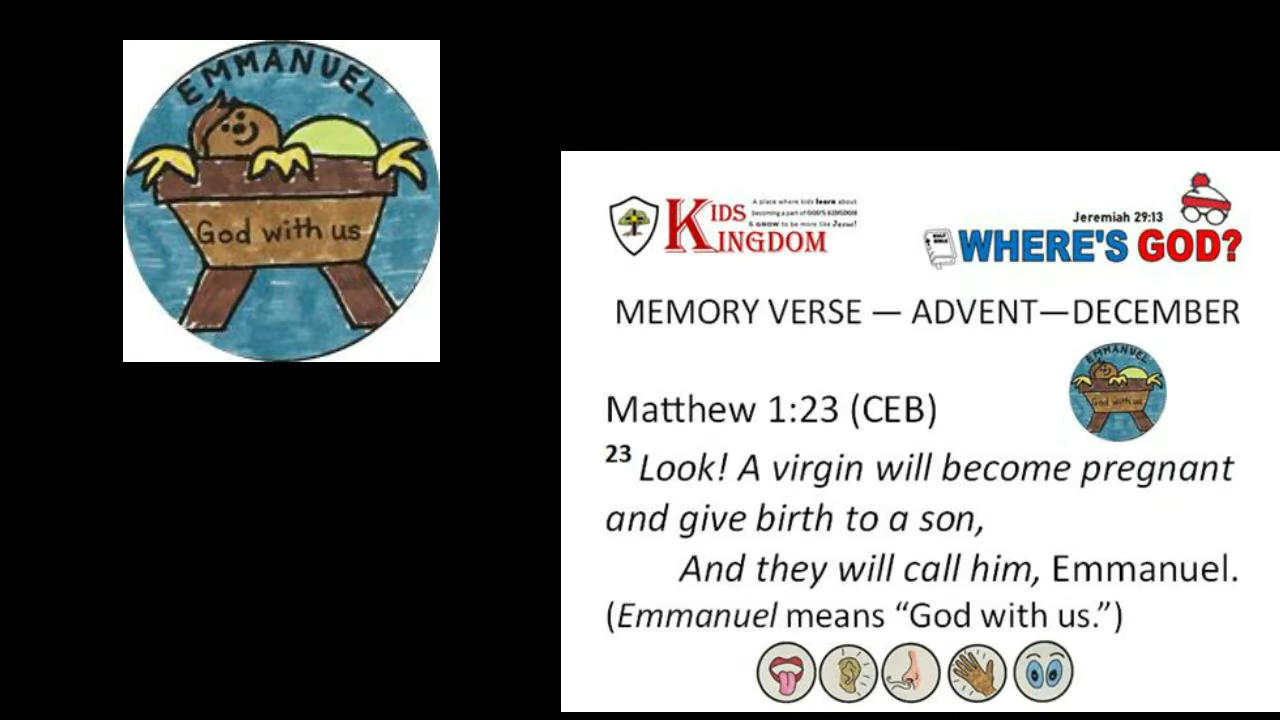 EMMANUEL
God with us
KIDS KINGDOM
A place where kids learn about
becoming a part of GOD'S KINGDOM
& GROW to be more like Jesus!
Jeremiah 29:13
HOLY BIBLE
WHERE'S GOD?
MEMORY VERSE — ADVENT—DECEMBER
EMMANUEL
God with us
Matthew 1:23 (CEB)
23 Look! A virgin will become pregnant
and give birth to a son,
And they will call him, Emmanuel.
(Emmanuel means “God with us.”)